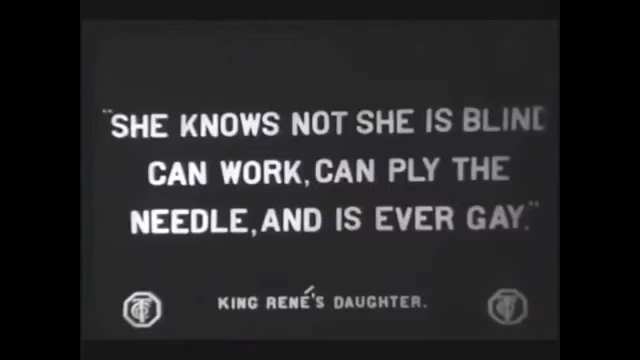 "SHE KNOWS NOT SHE IS BLIND
CAN WORK, CAN PLY THE
NEEDLE, AND IS EVER GAY."
KING RENÉ'S DAUGHTER.